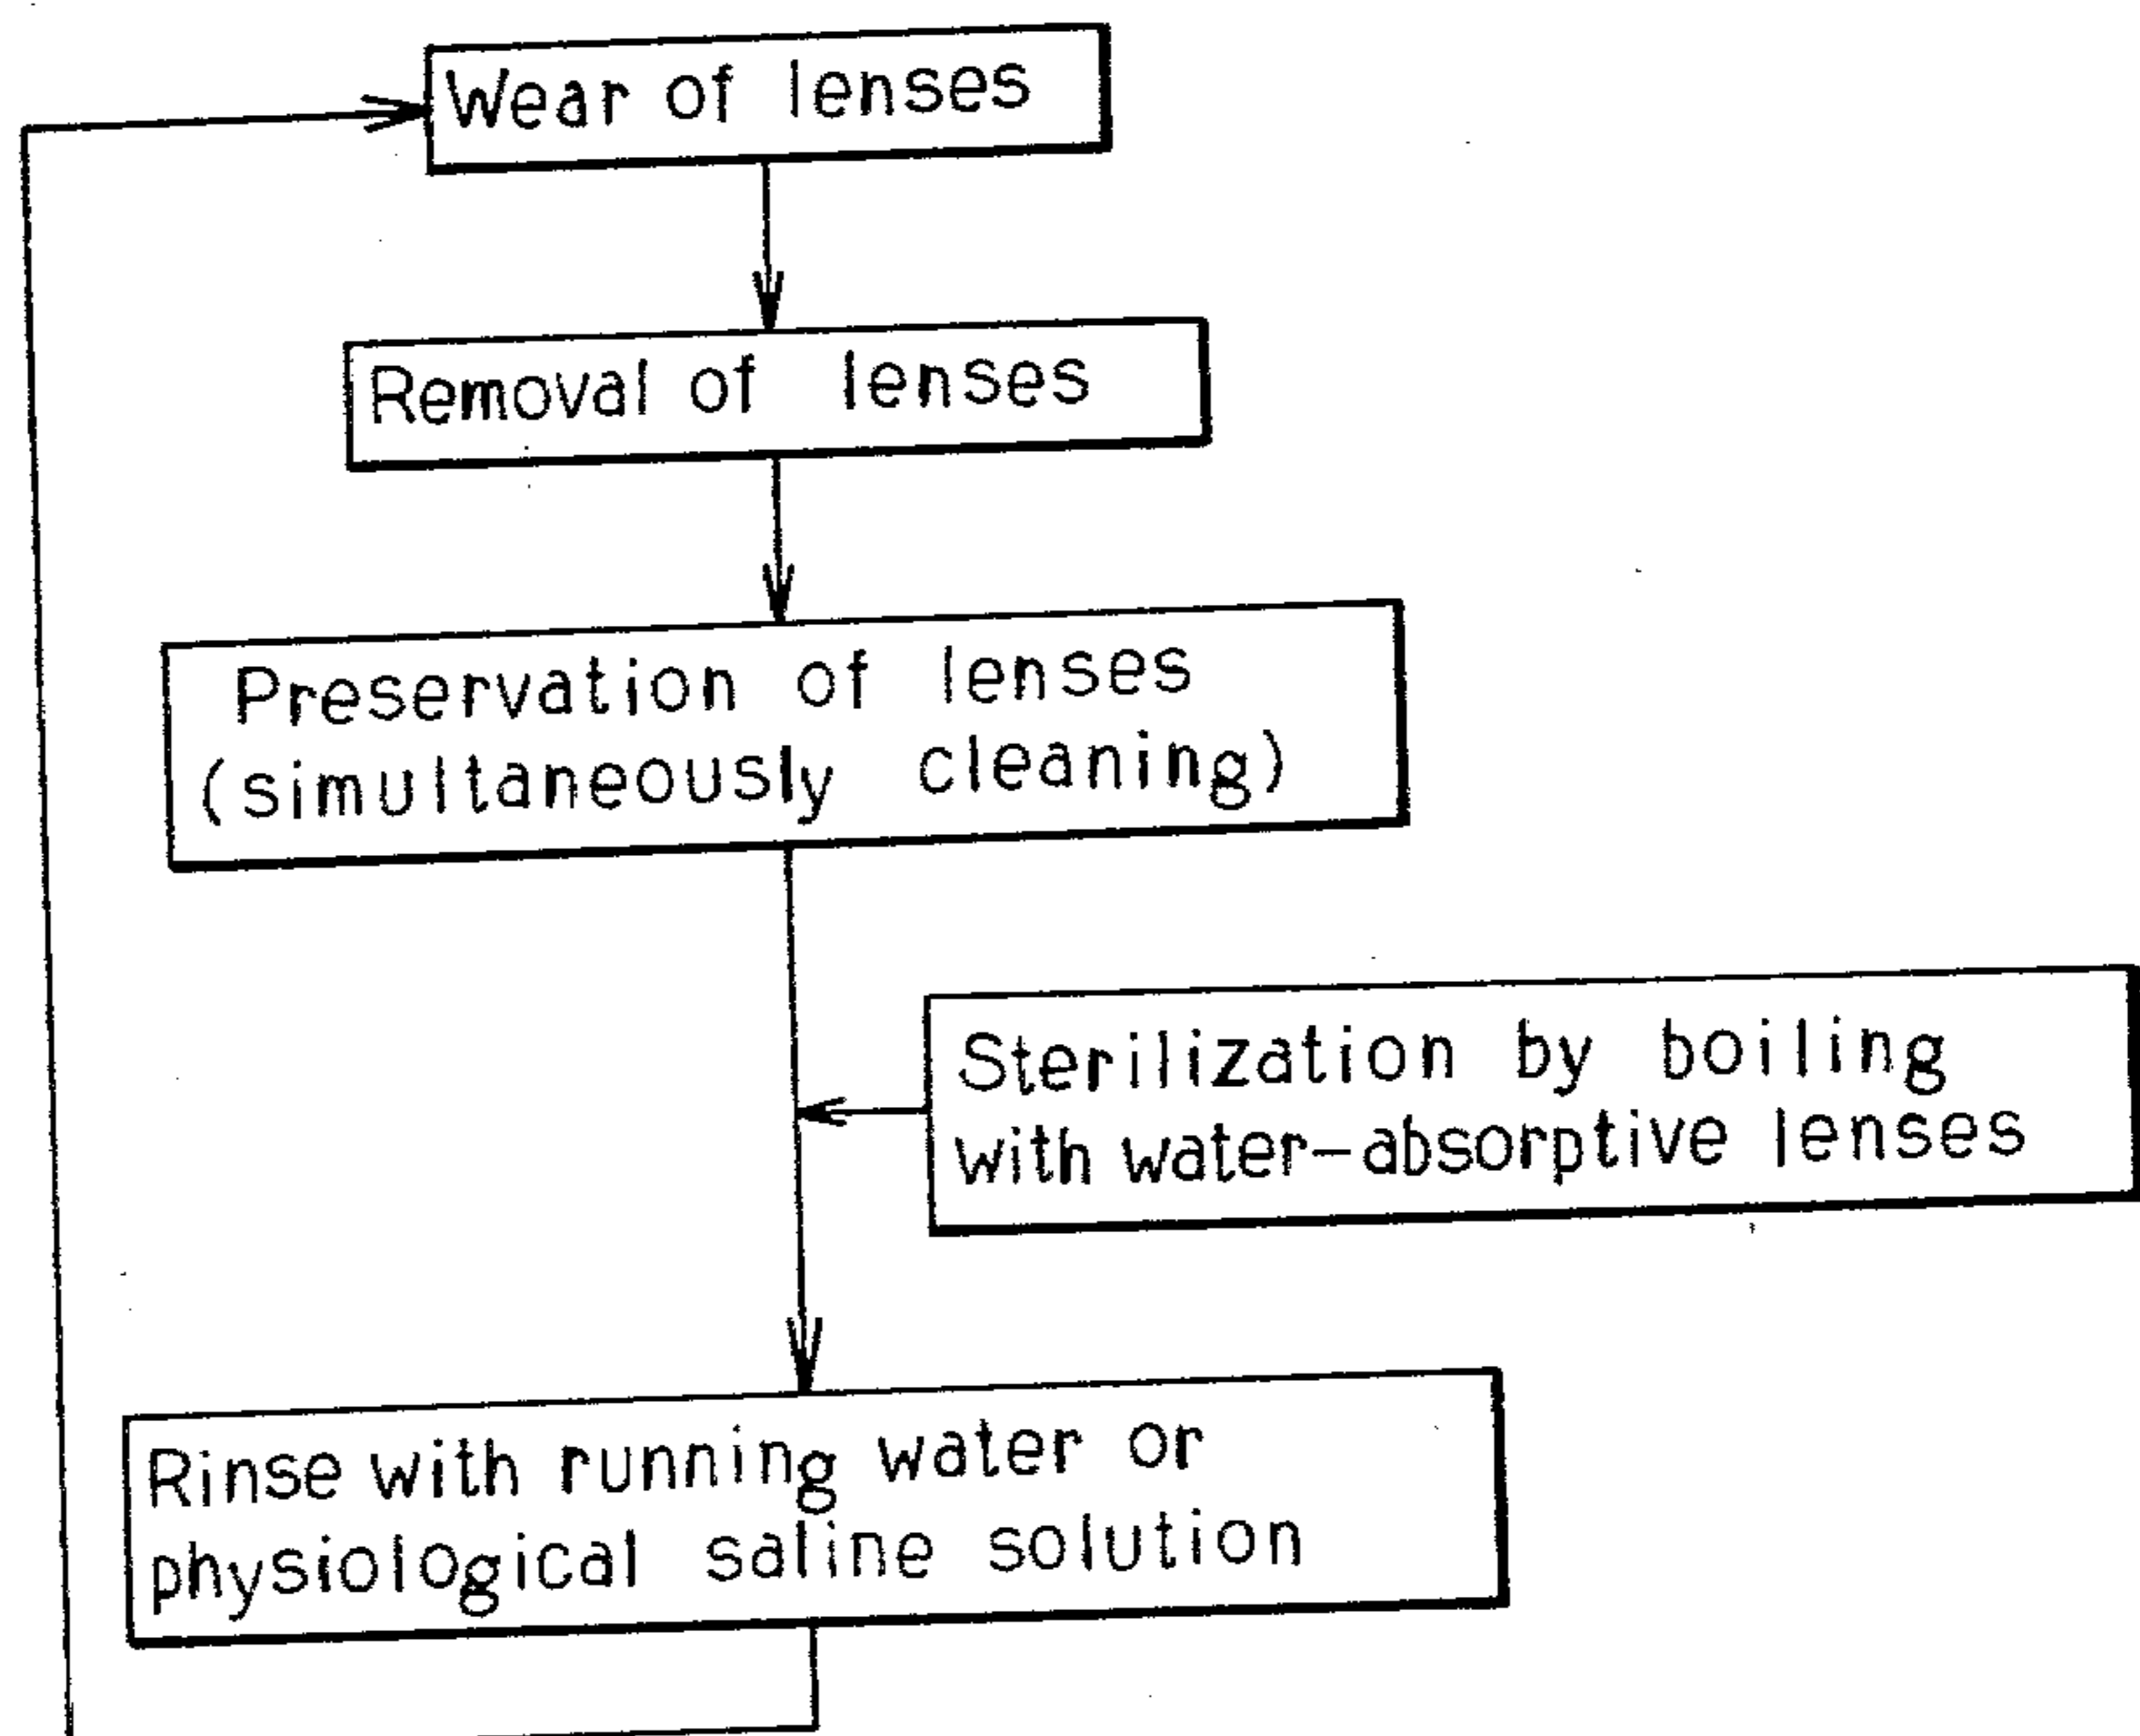 Wear of lenses
Removal of lenses
Preservation of lenses
(simultaneously cleaning)
Sterilization by boiling
with water-absorptive lenses
Rinse with running water or
physiological saline solution